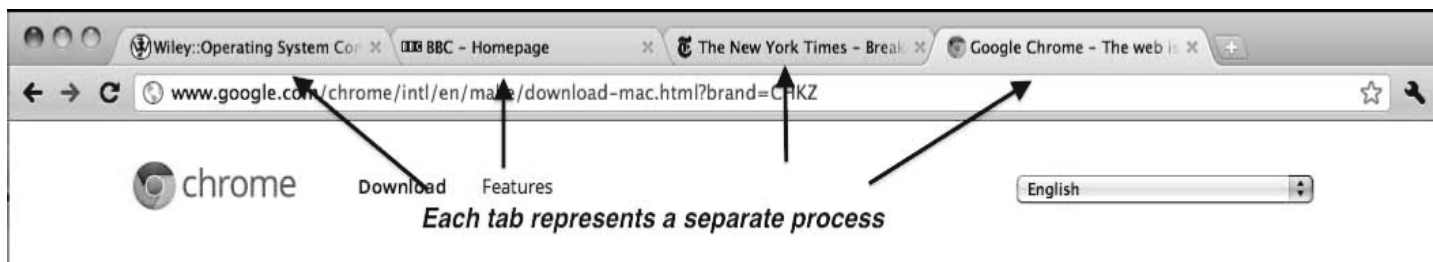 Wiley::Operating System Con
BBC - Homepage
The New York Times - Break
Google Chrome - The web is
www.google.com/chrome/intl/en/make/download-mac.html?brand=CHKZ
chrome
Download
Features
English
Each tab represents a separate process